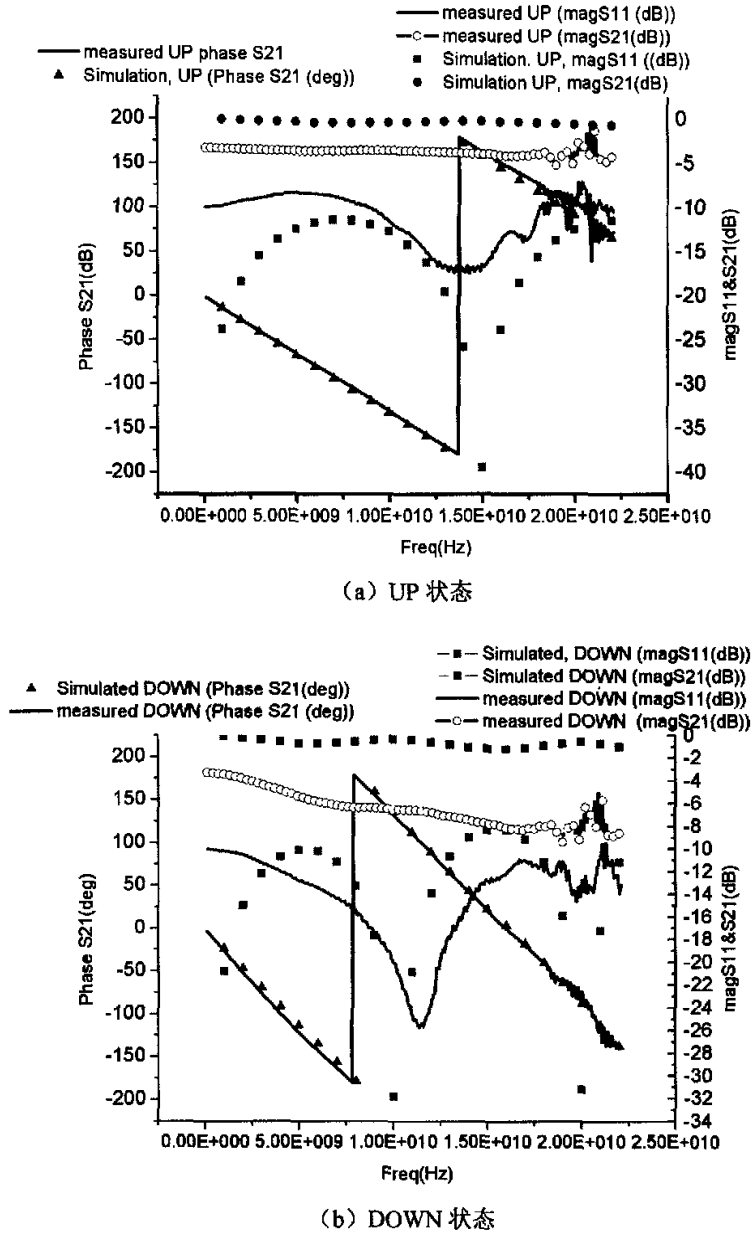 measured UP (magS11 (dB))
measured UP phase S21
measured UP (magS21(dB))
Simulation, UP (Phase S21 (deg))
Simulation. UP, magS11 ((dB))
Simulation UP, magS21(dB)
200
150
100
50
0
-50
-100
-150
-200
Phase S21(dB)
0
-5
-10
-15
-20
-25
-30
-35
-40
magS11&S21(dB)
0.00E+000 5.00E+009 1.00E+010 1.50E+010 2.00E+010 2.50E+010
Freq(Hz)
(a) UP 状态
Simulated, DOWN (magS11(dB))
Simulated DOWN (magS21(dB))
Simulated DOWN (Phase S21(deg))
measured DOWN (magS11(dB))
measured DOWN (Phase S21 (deg))
measured DOWN (magS21(dB))
200
150
100
50
0
-50
-100
-150
-200
Phase S21(deg)
0
-2
-4
-6
-8
-10
-12
-14
-16
-18
-20
-22
-24
-26
-28
-30
-32
-34
magS11&S21(dB)
0.00E+000 5.00E+009 1.00E+010 1.50E+010 2.00E+010 2.50E+010
Freq(Hz)
(b) DOWN 状态